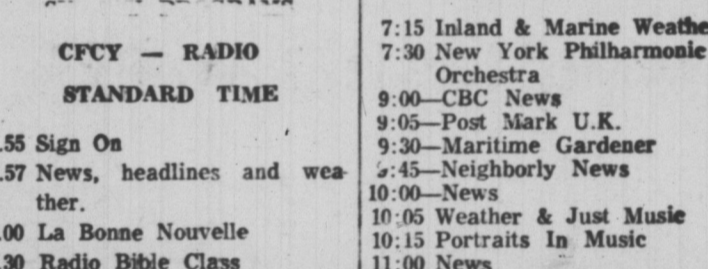 CFCY — RADIO
STANDARD TIME
.55 Sign On
.57 News, headlines and wea-
ther.
.00 La Bonne Nouvelle
.30 Radio Bible Class
7:15 Inland & Marine Weathe
7:30 New York Philharmonic
Orchestra
9:00—CBC News
9:05—Post Mark U.K.
9:30—Maritime Gardener
:45—Neighborly News
10:00—News
10:05 Weather & Just Music
10:15 Portraits In Music
11:00 News